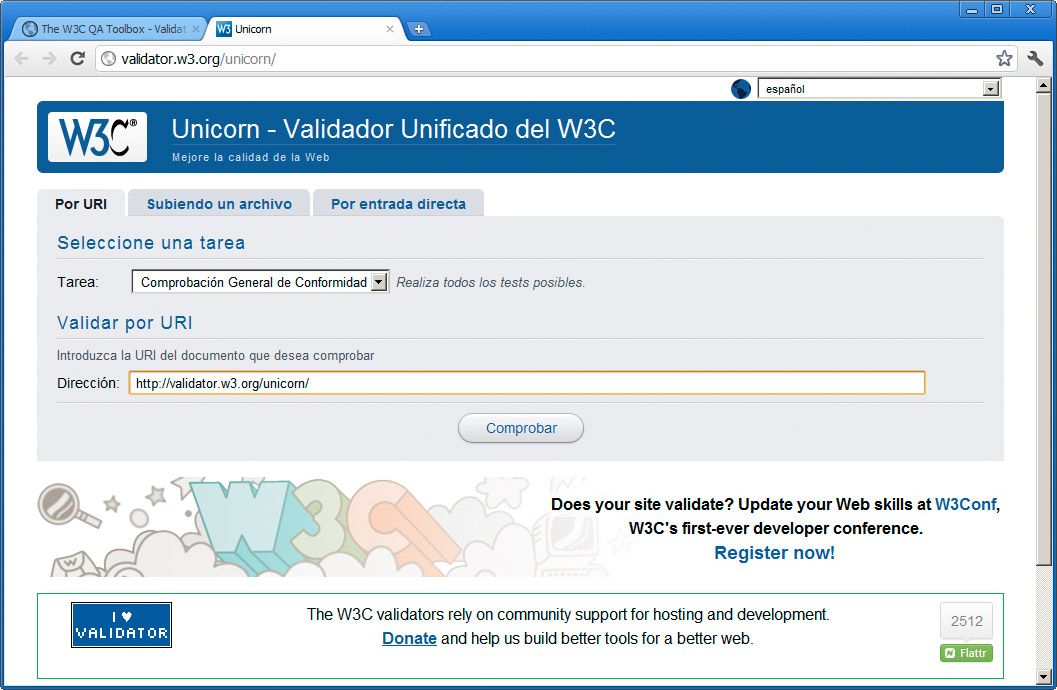 The W3C QA Toolbox - Validat
Unicorn
validator.w3.org/unicorn/
español
W3C®
Unicorn - Validador Unificado del W3C
Mejore la calidad de la Web
Por URI
Subiendo un archivo
Por entrada directa
Seleccione una tarea
Tarea: Comprobación General de Conformidad Realiza todos los tests posibles.
Validar por URI
Introduzca la URI del documento que desea comprobar
Dirección: http://validator.w3.org/unicorn/
Comprobar
W3C
Does your site validate? Update your Web skills at W3Conf,
W3C's first-ever developer conference.
Register now!
I ♥
VALIDATOR
The W3C validators rely on community support for hosting and development.
Donate and help us build better tools for a better web.
2512
Flattr